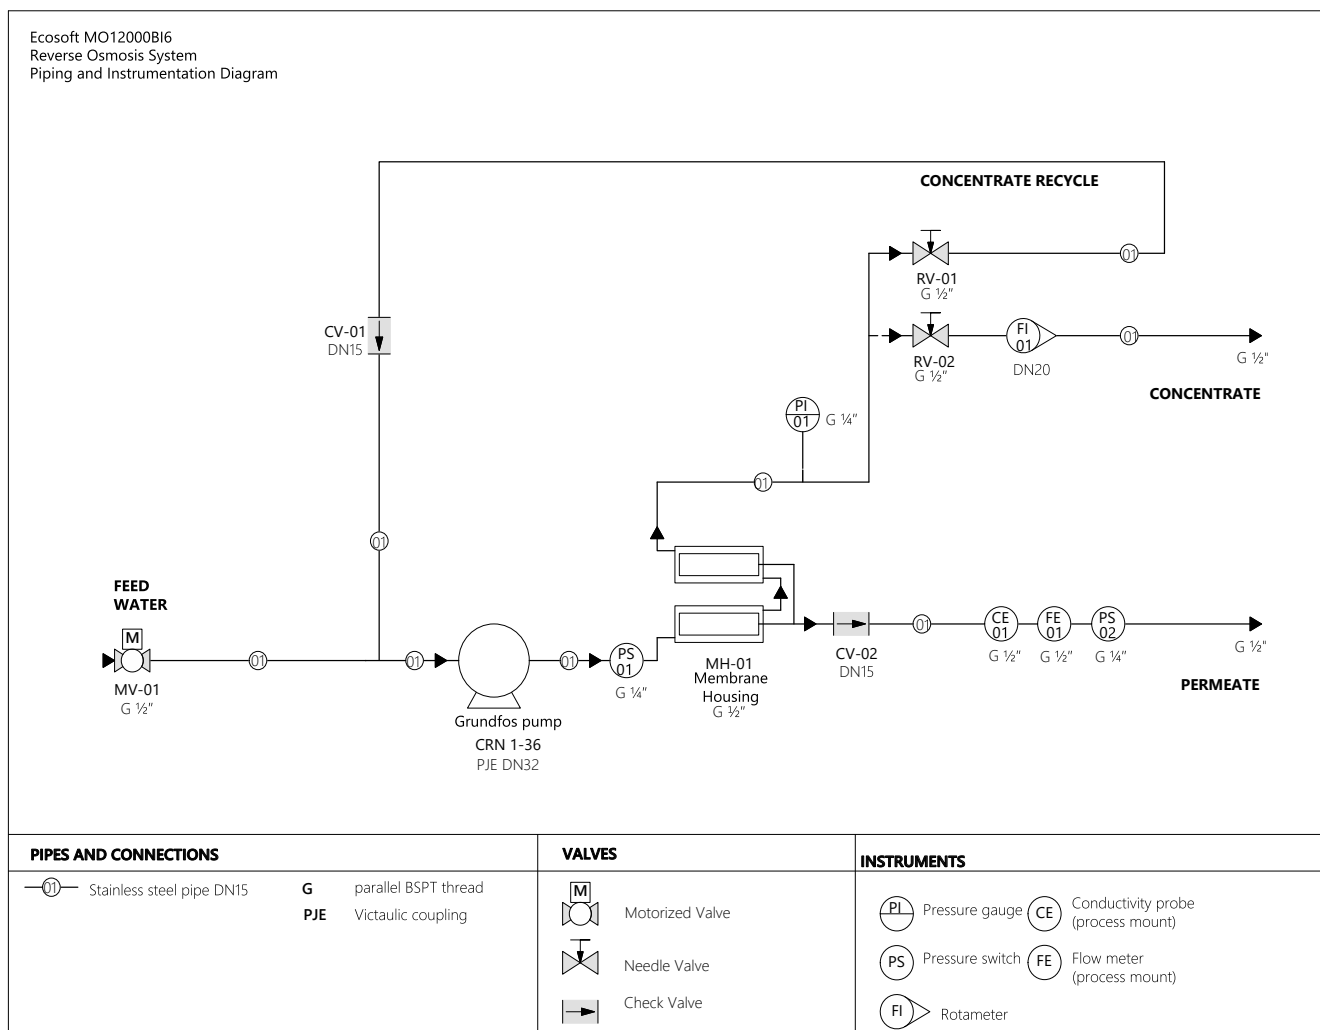 Ecosoft MO12000BI6
Reverse Osmosis System
Piping and Instrumentation Diagram
CONCENTRATE RECYCLE
01
RV-01
G ½"
CV-01
DN15
FI
01
01
RV-02
G ½"
DN20
G ½"
CONCENTRATE
PI
01
G ¼"
01
01
FEED
WATER
M
MV-01
G ½"
01
01
Grundfos pump
CRN 1-36
PJE DN32
01
PS
01
G ¼"
MH-01
Membrane
Housing
G ½"
CV-02
DN15
01
CE
01
G ½"
FE
01
G ½"
PS
02
G ¼"
G ½"
PERMEATE
PIPES AND CONNECTIONS
01 Stainless steel pipe DN15
G parallel BSPT thread
PJE Victaulic coupling
VALVES
M
Motorized Valve
Needle Valve
Check Valve
INSTRUMENTS
PI Pressure gauge
CE Conductivity probe
(process mount)
PS Pressure switch
FE Flow meter
(process mount)
FI Rotameter